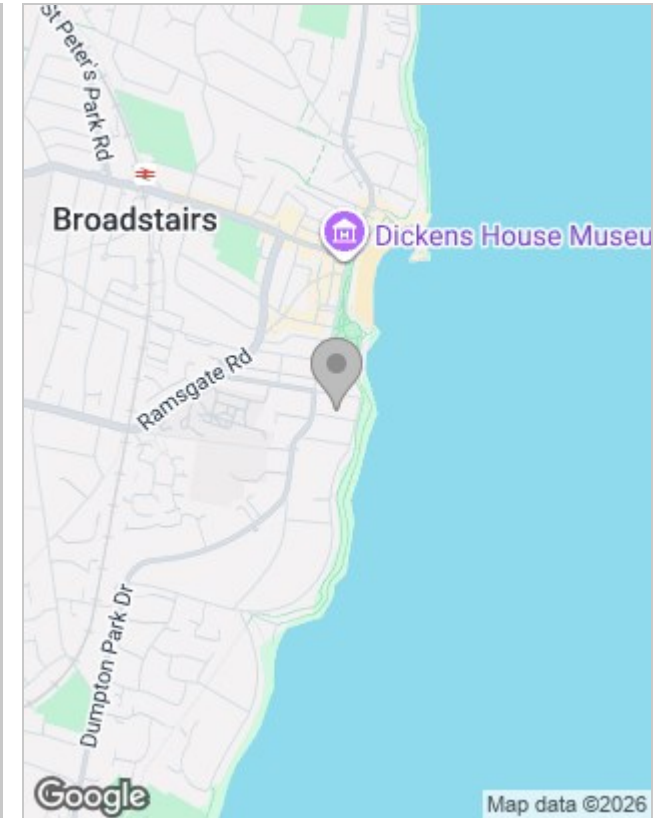 St Peter's Park Rd
Broadstairs
Dickens House Museu
Ramsgate Rd
Dumpton Park Dr
Google
Map data ©2026